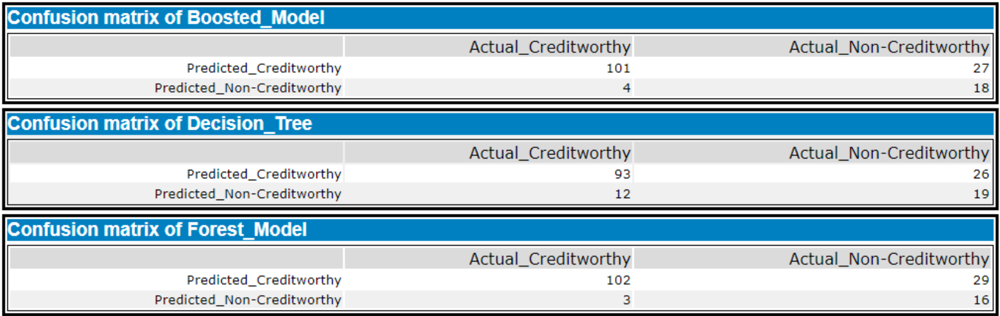 Confusion matrix of Boosted_Model
Actual_Creditworthy Actual_Non-Creditworthy
Predicted_Creditworthy 101 27
Predicted_Non-Creditworthy 4 18
Confusion matrix of Decision_Tree
Actual_Creditworthy Actual_Non-Creditworthy
Predicted_Creditworthy 93 26
Predicted_Non-Creditworthy 12 19
Confusion matrix of Forest_Model
Actual_Creditworthy Actual_Non-Creditworthy
Predicted_Creditworthy 102 29
Predicted_Non-Creditworthy 3 16